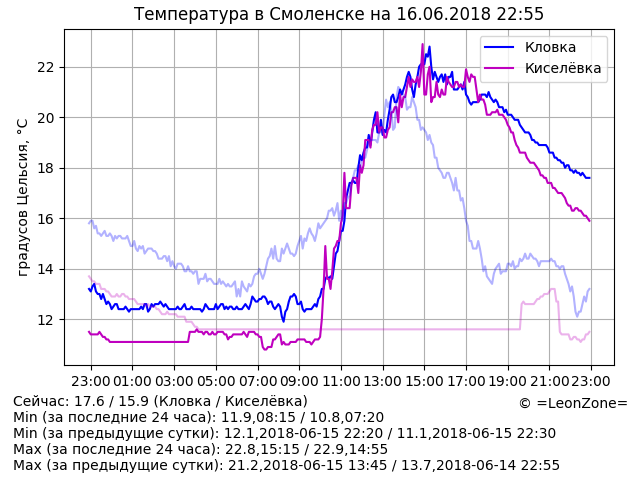 Температура в Смоленске на 16.06.2018 22:55
Кловка
Киселёвка
градусов Цельсия, °C
22
20
18
16
14
12
23:00 01:00 03:00 05:00 07:00 09:00 11:00 13:00 15:00 17:00 19:00 21:00 23:00
Сейчас: 17.6 / 15.9 (Кловка / Киселёвка)
© =LeonZone=
Min (за последние 24 часа): 11.9,08:15 / 10.8,07:20
Min (за предыдущие сутки): 12.1,2018-06-15 22:20 / 11.1,2018-06-15 22:30
Max (за последние 24 часа): 22.8,15:15 / 22.9,14:55
Max (за предыдущие сутки): 21.2,2018-06-15 13:45 / 13.7,2018-06-14 22:55